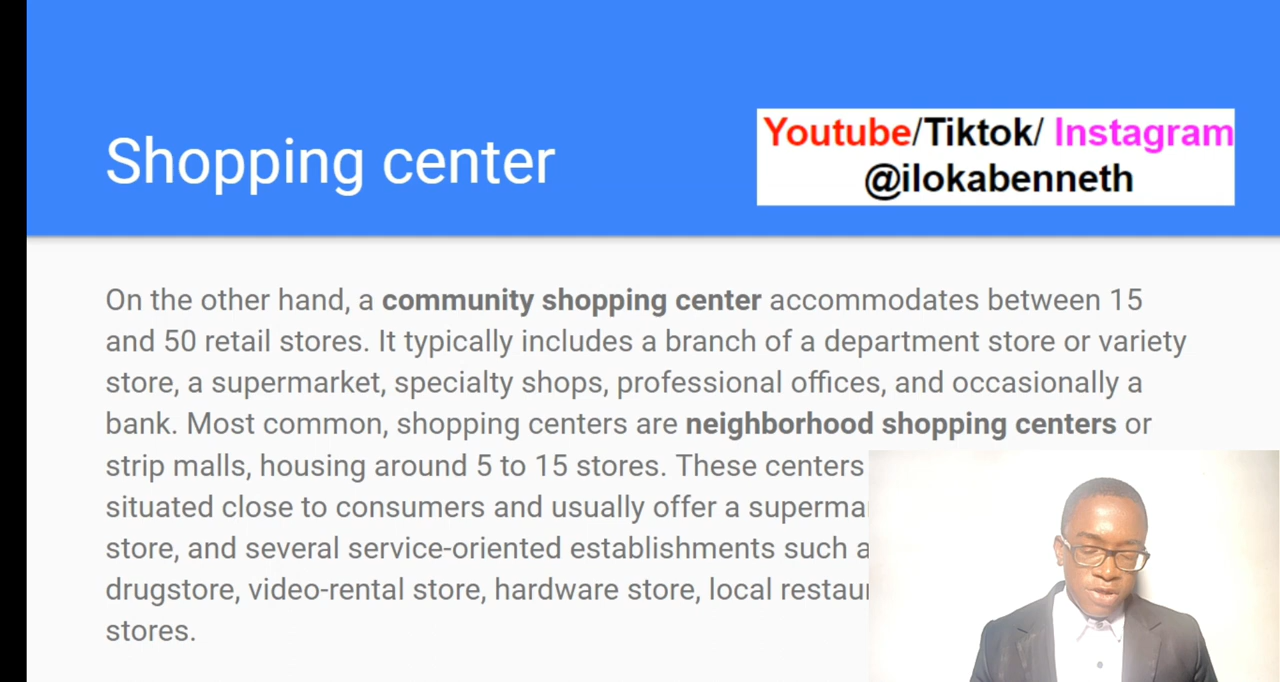 Shopping center
Youtube/Tiktok/ Instagram
@ilokabenneth
On the other hand, a community shopping center accommodates between 15
and 50 retail stores. It typically includes a branch of a department store or variety
store, a supermarket, specialty shops, professional offices, and occasionally a
bank. Most common, shopping centers are neighborhood shopping centers or
strip malls, housing around 5 to 15 stores. These centers
situated close to consumers and usually offer a
store, and several service-oriented establishments such
drugstore, video-rental store, hardware store, local
stores.